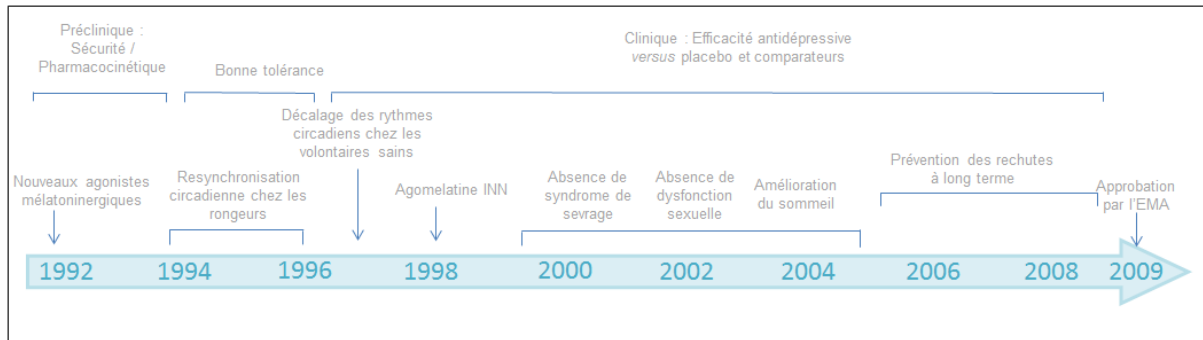 Préclinique :
Sécurité /
Pharmacocinétique
Bonne tolérance
Clinique : Efficacité antidépressive
versus placebo et comparateurs
Nouveaux agonistes
mélatoninergiques
Resynchronisation
circadienne chez les
rongeurs
Décalage des rythmes
circadiens chez les
volontaires sains
Agomelatine INN
Absence de
syndrome de
sevrage
Absence de
dysfonction
sexuelle
Amélioration
du sommeil
Prévention des rechutes
à long terme
Approbation
par l'EMA
1992 1994 1996 1998 2000 2002 2004 2006 2008 2009